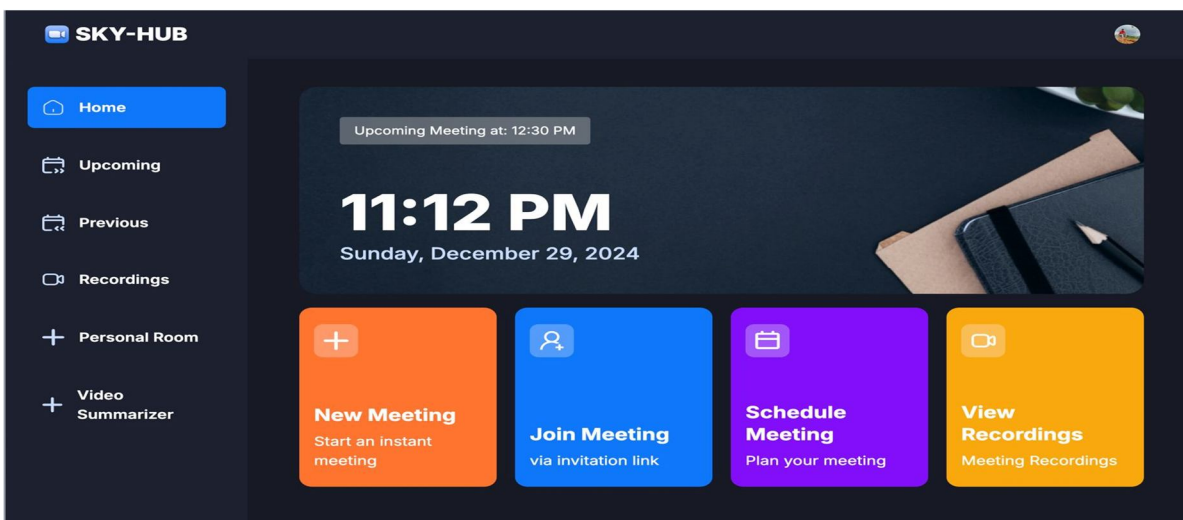 SKY-HUB
Home
Upcoming
Previous
Recordings
Personal Room
Video
Summarizer
Upcoming Meeting at: 12:30 PM
11:12 PM
Sunday, December 29, 2024
New Meeting
Start an instant
meeting
Join Meeting
via invitation link
Schedule
Meeting
Plan your meeting
View
Recordings
Meeting Recordings